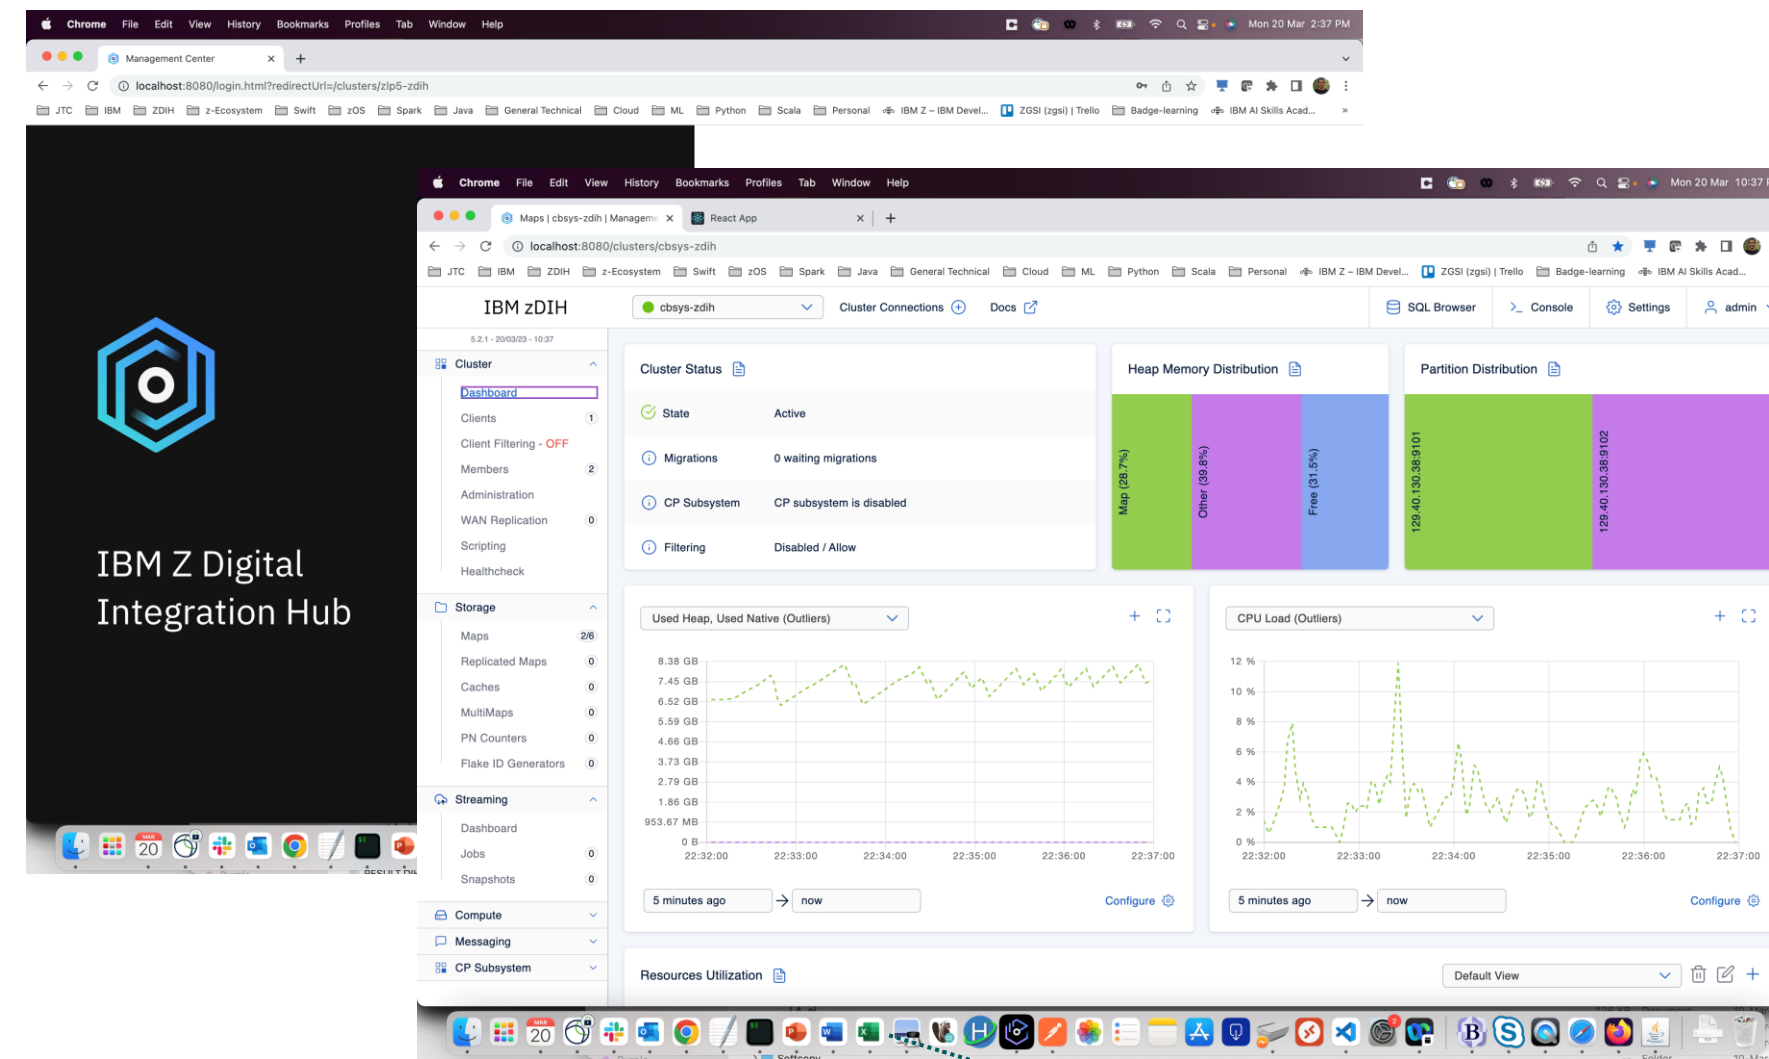 Chrome File Edit View History Bookmarks Profiles Tab Window Help Mon 20 Mar 2:37 PM
Management Center
localhost:8080/login.html?redirectUrl=/clusters/zlp5-zdih
JTC IBM ZDIH z-Ecosystem Swift zOS Spark Java General Technical Cloud ML Python Scala Personal IBM Z – IBM Devel... ZGSI (zgsi) | Trello Badge-learning IBM AI Skills Acad... »
IBM Z Digital
Integration Hub
MAR
20
Chrome File Edit View History Bookmarks Profiles Tab Window Help Mon 20 Mar 10:37
Maps | cbsys-zdih | Manageme React App
localhost:8080/clusters/cbsys-zdih
JTC IBM ZDIH z-Ecosystem Swift zOS Spark Java General Technical Cloud ML Python Scala Personal IBM Z – IBM Devel... ZGSI (zgsi) | Trello Badge-learning IBM AI Skills Acad...
IBM zDIH
cbsys-zdih Cluster Connections Docs SQL Browser >_ Console Settings admin
5.2.1 - 20/03/23 - 10:37
Cluster
Dashboard
Clients 1
Client Filtering - OFF
Members 2
Administration
WAN Replication 0
Scripting
Healthcheck
Storage
Maps 2/6
Replicated Maps 0
Caches 0
MultiMaps 0
PN Counters 0
Flake ID Generators 0
Streaming
Dashboard
Jobs 0
Snapshots 0
Compute
Messaging
CP Subsystem
Cluster Status
State Active
Migrations 0 waiting migrations
CP Subsystem CP subsystem is disabled
Filtering Disabled / Allow
Heap Memory Distribution
Map (28.7%)
Other (39.8%)
Free (31.5%)
Partition Distribution
129.40.130.38:9101
129.40.130.38:9102
Used Heap, Used Native (Outliers)
8.38 GB
7.45 GB
6.52 GB
5.59 GB
4.66 GB
3.73 GB
2.79 GB
1.86 GB
953.67 MB
0 B
22:32:00 22:33:00 22:34:00 22:35:00 22:36:00 22:37:00
5 minutes ago → now Configure
CPU Load (Outliers)
12 %
10 %
8 %
6 %
4 %
2 %
0 %
22:32:00 22:33:00 22:34:00 22:35:00 22:36:00 22:37:00
5 minutes ago → now Configure
Resources Utilization
Default View
MAR
20